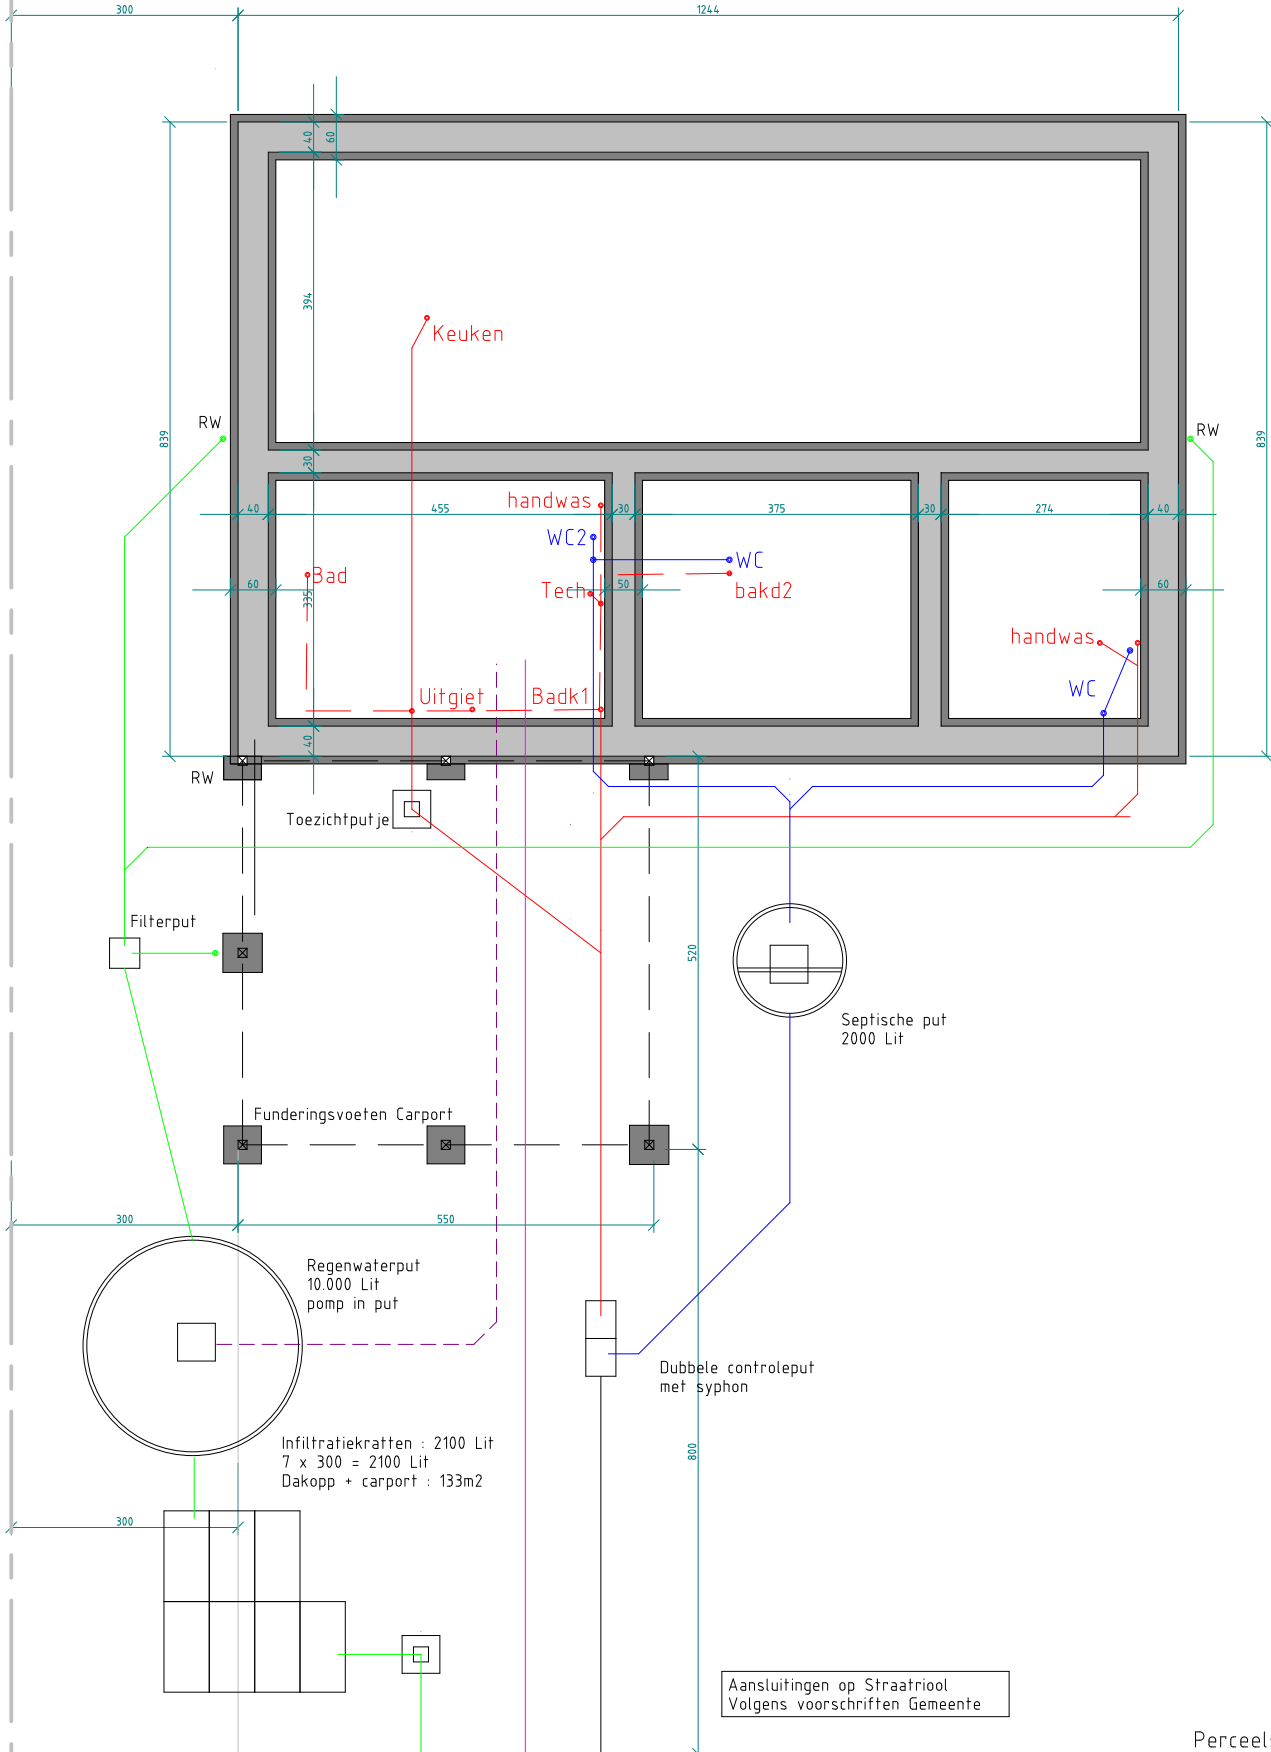 300
1244
40
60
394
Keuken
RW
RW
839
839
30
handwas
40
455
30
375
30
274
40
WC2
WC
Bad
60
335
Tech
50
bakd2
60
handwas
WC
Uitgiet
Badk1
40
RW
Toezichtputje
Filterput
520
Septische put
2000 Lit
Funderingsvoeten Carport
300
550
Regenwaterput
10.000 Lit
pomp in put
Dubbele controleput
met syphon
Infiltratiekratten : 2100 Lit
7 x 300 = 2100 Lit
Dakopp + carport : 133m2
800
300
Aansluitingen op Straatriool
Volgens voorschriften Gemeente
Perceel